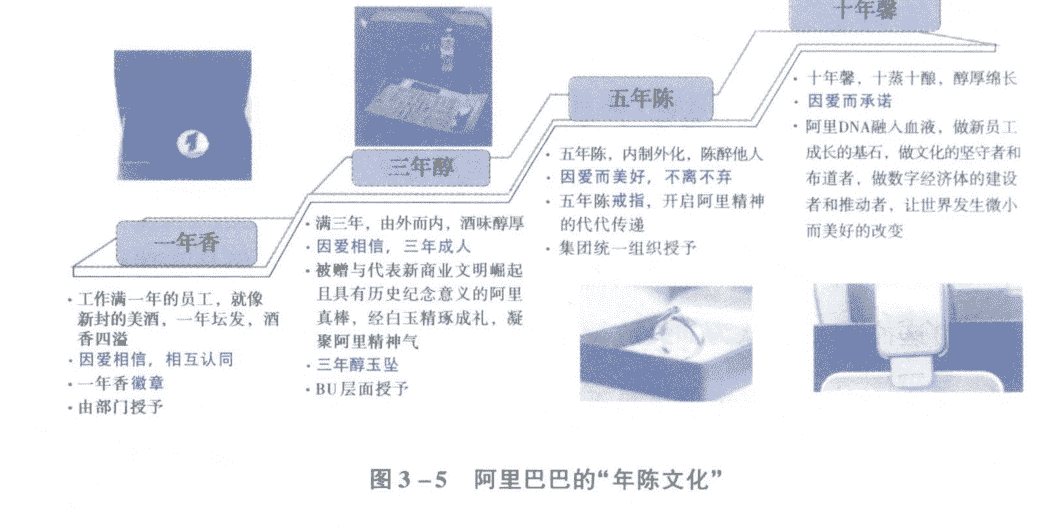 一年香
· 工作满一年的员工，就像
新封的美酒，一年坛发，酒
香四溢
· 因爱相信，相互认同
· 一年香徽章
· 由部门授予
三年醇
· 满三年，由外而内，酒味醇厚
· 因爱相信，三年成人
· 被赠与代表新商业文明崛起
且具有历史纪念意义的阿里
真棒，经白玉精琢成礼，凝
聚阿里精神气
· 三年醇玉坠
· BU层面授予
五年陈
· 五年陈，内制外化，陈醉他人
· 因爱而美好，不离不弃
· 五年陈戒指，开启阿里精神
的代代传递
· 集团统一组织授予
十年馨
· 十年馨，十蒸十酿，醇厚绵长
· 因爱而承诺
· 阿里DNA融入血液，做新员工
成长的基石，做文化的坚守者和
布道者，做数字经济体的建设
者和推动者，让世界发生微小
而美好的改变
图 3－5 阿里巴巴的“年陈文化”